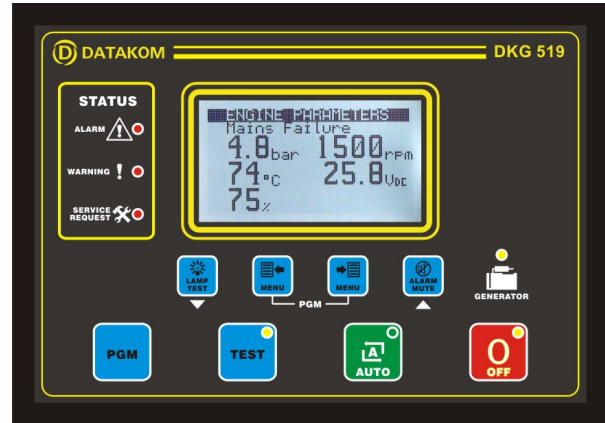 DATAKOM
DKG 519
STATUS
ALARM
WARNING !
SERVICE
REQUEST
ENGINE PARAMETERS
Mains Failure
4.8bar 1500rpm
74°C 25.8VDC
75%
LAMP
TEST
MENU
MENU
ALARM
MUTE
PGM
GENERATOR
PGM
TEST
A
AUTO
0
OFF